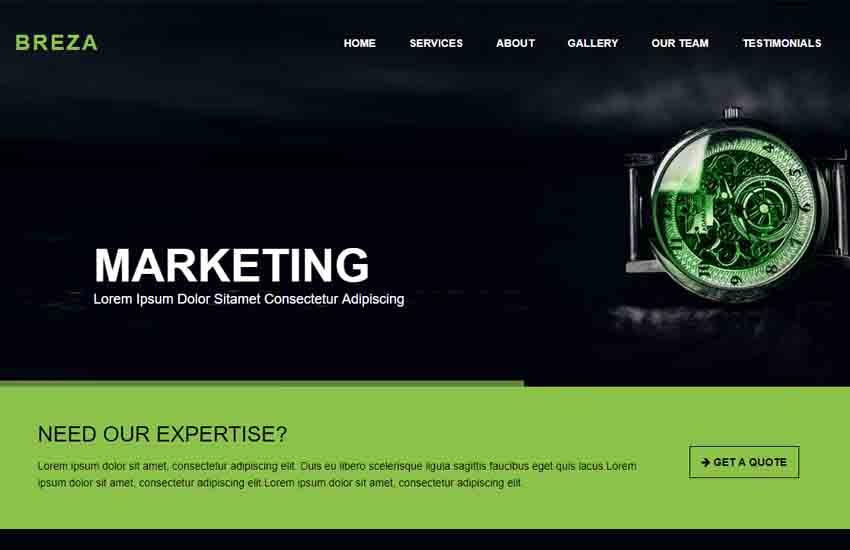 BREZA
HOME SERVICES ABOUT GALLERY OUR TEAM TESTIMONIALS
MARKETING
Lorem Ipsum Dolor Sitamet Consectetur Adipiscing
NEED OUR EXPERTISE?
Lorem ipsum dolor sit amet, consectetur adipiscing elit. Duis eu libero scelerisque ligula sagittis faucibus eget quis lacus.Lorem
ipsum dolor sit amet, consectetur adipiscing elit.Lorem ipsum dolor sit amet, consectetur adipiscing elit.
GET A QUOTE